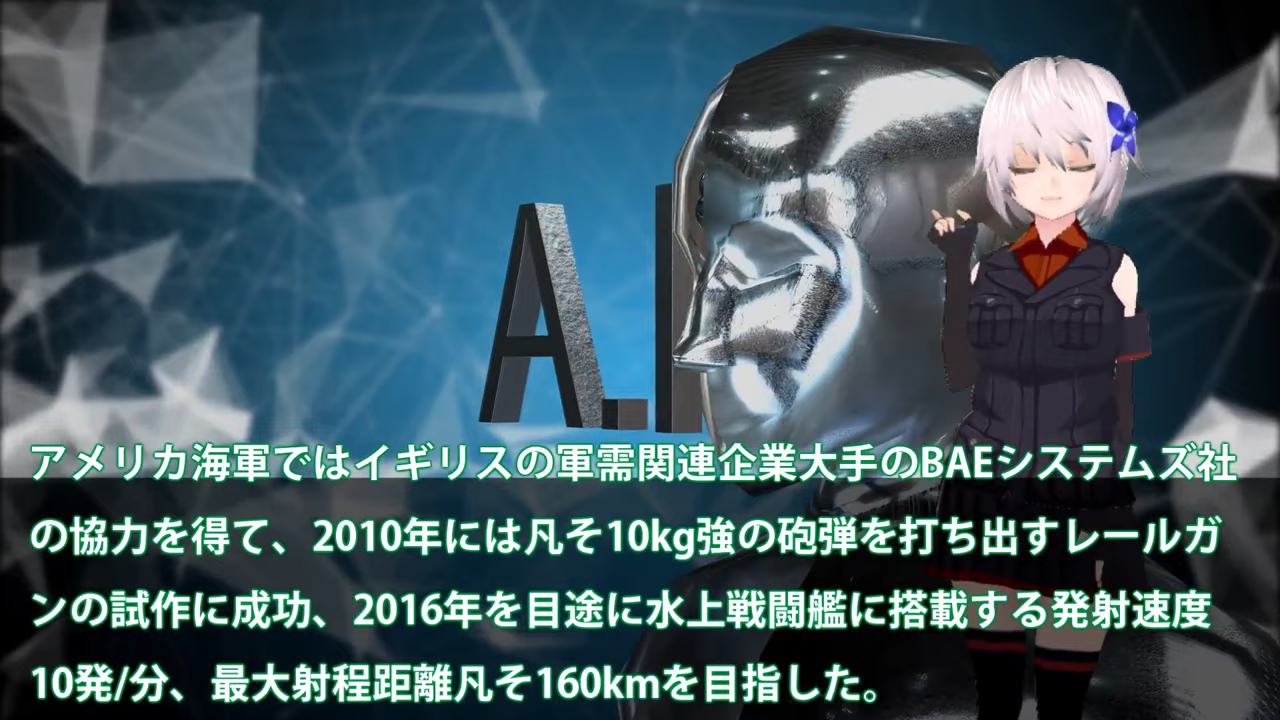 A.I
アメリカ海軍ではイギリスの軍需関連企業大手のBAEシステムズ社
の協力を得て、2010年には凡そ10kg強の砲弾を打ち出すレールガ
ンの試作に成功、2016年を目途に水上戦闘艦に搭載する発射速度
10発/分、最大射程距離凡そ160kmを目指した。